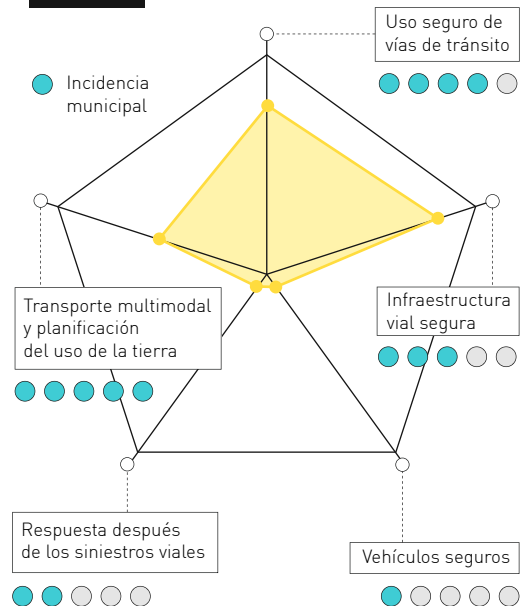 Uso seguro de
vías de tránsito
Incidencia
municipal
Transporte multimodal
y planificación
del uso de la tierra
Infraestructura
vial segura
Respuesta después
de los siniestros viales
Vehículos seguros